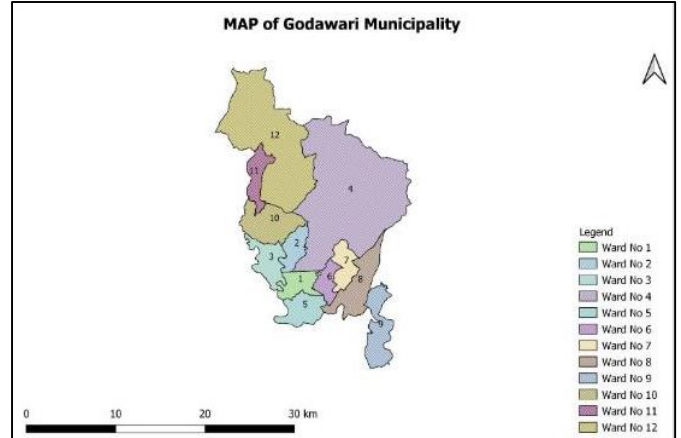 MAP of Godawari Municipality
12
11
4
10
2
3
7
6
8
1
5
9
Legend
Ward No 1
Ward No 2
Ward No 3
Ward No 4
Ward No 5
Ward No 6
Ward No 7
Ward No 8
Ward No 9
Ward No 10
Ward No 11
Ward No 12
0 10 20 30 km